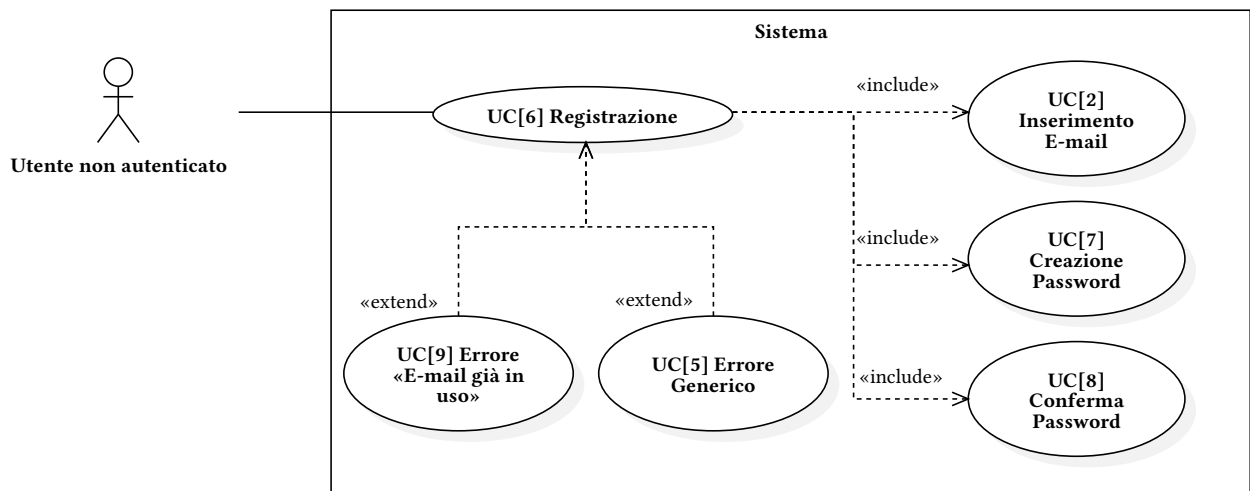 Sistema
Utente non autenticato
UC[6] Registrazione
«include»
UC[2]
Inserimento
E-mail
«include»
UC[7]
Creazione
Password
«extend»
UC[9] Errore
«E-mail già in
uso»
«extend»
UC[5] Errore
Generico
«include»
UC[8]
Conferma
Password